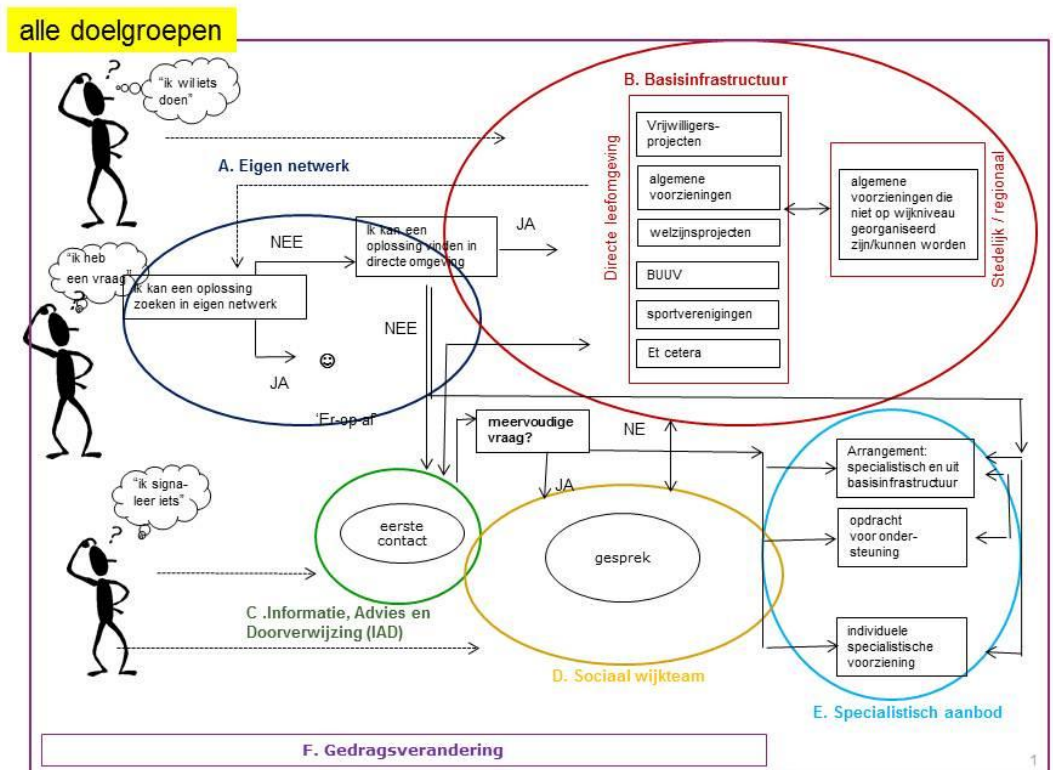 alle doelgroepen
?
"ik wil iets
doen"
B. Basisinfrastructuur
Directe leefomgeving
Vrijwilligers-
projecten
algemene
voorzieningen
welzijnsprojecten
BUUV
sportverenigingen
Et cetera
algemene
voorzieningen die
niet op wijkniveau
georganiseerd
zijn/kunnen worden
Stedelijk / regionaal
A. Eigen netwerk
NEE
Ik kan een
oplossing vinden in
directe omgeving
JA
"ik heb
een vraag"
?
Ik kan een oplossing
zoeken in eigen netwerk
NEE
☺
JA
'Er-op-af'
meervoudige
vraag?
NE
JA
"ik signa-
leer iets"
?
eerste
contact
gesprek
Arrangement:
specialistisch en uit
basisinfrastructuur
opdracht
voor onder-
steuning
individuele
specialistische
voorziening
C .Informatie, Advies en
Doorverwijzing (IAD)
D. Sociaal wijkteam
E. Specialistisch aanbod
F. Gedragsverandering
1